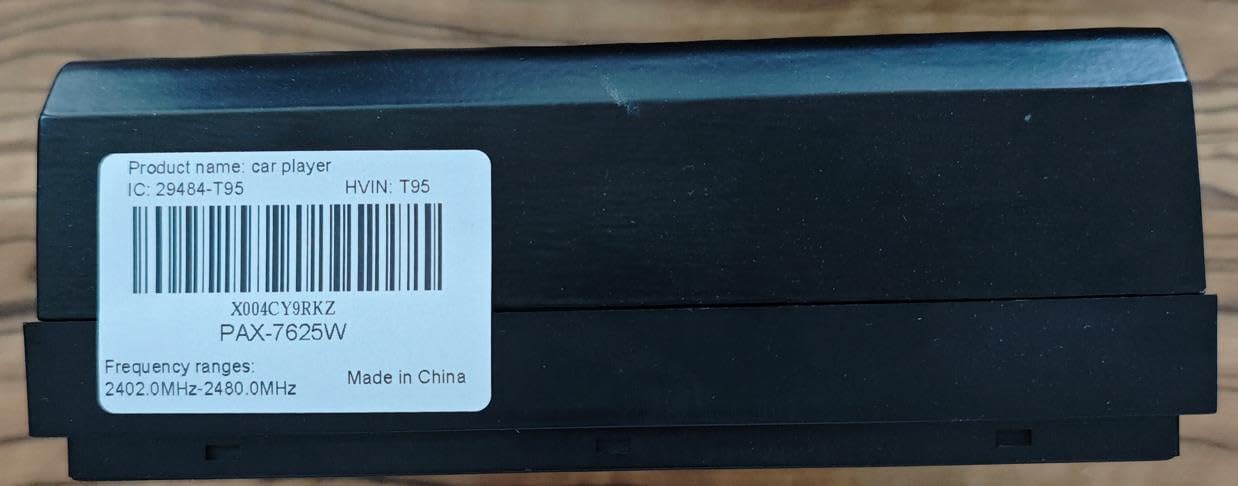 Product name: car player
IC: 29484-T95 HVIN: T95
X004CY9RKZ
PAX-7625W
Frequency ranges:
2402.0MHz-2480.0MHz
Made in China